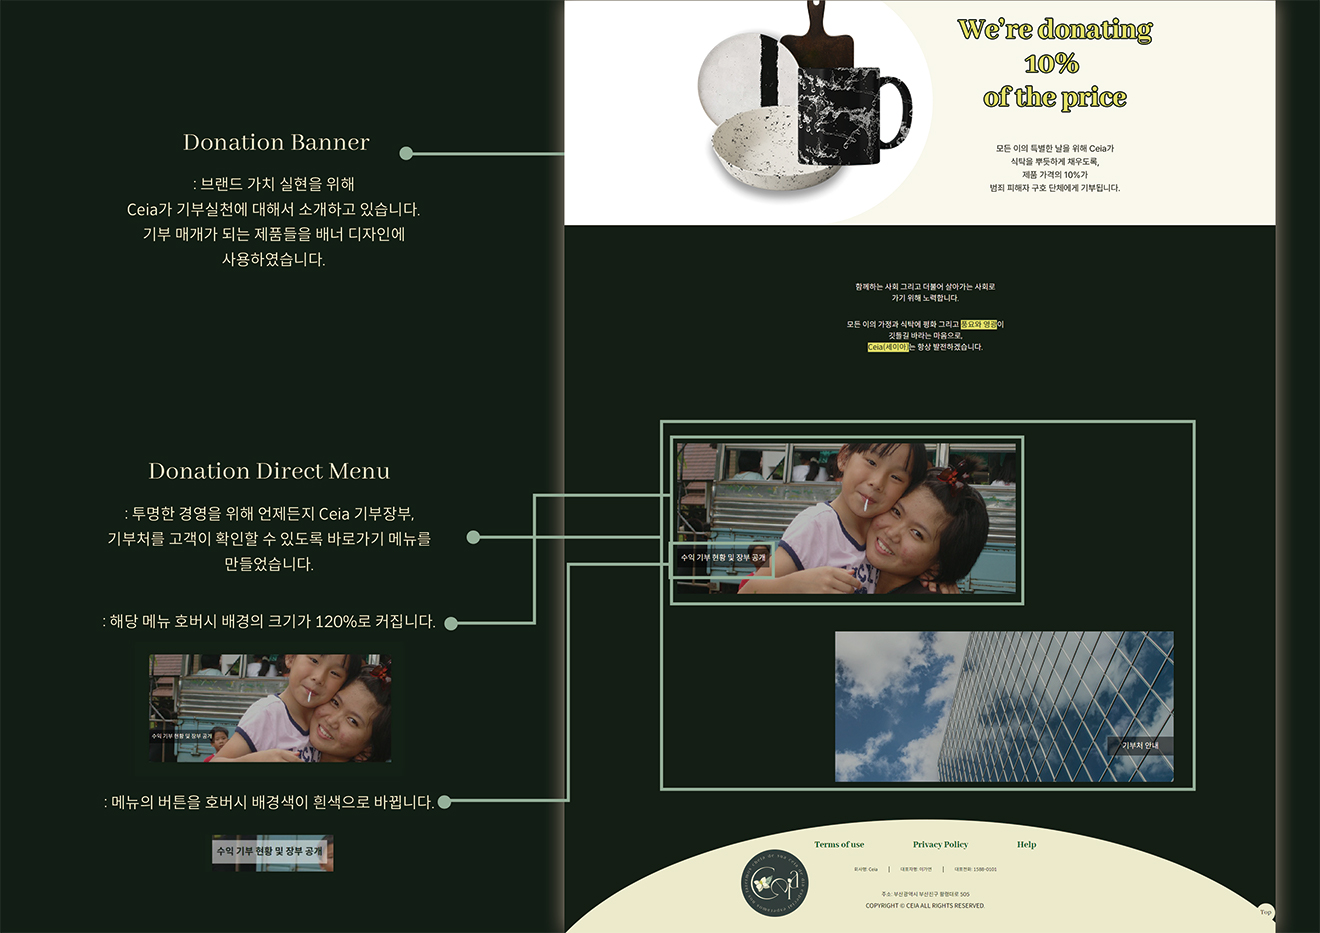 We're donating
10%
of the price
모든 이의 특별한 날을 위해 Ceia가
식탁을 뿌듯하게 채우도록,
제품 가격의 10%가
범죄 피해자 구호 단체에게 기부됩니다.
Donation Banner
: 브랜드 가치 실현을 위해
Ceia가 기부실천에 대해서 소개하고 있습니다.
기부 매개가 되는 제품들을 배너 디자인에
사용하였습니다.
함께하는 사회 그리고 더불어 살아가는 사회로
가기 위해 노력합니다.
모든 이의 가정과 식탁에 평화 그리고 풍요와 영광이
깃들길 바라는 마음으로,
Ceia(세이아)는 항상 발전하겠습니다.
Donation Direct Menu
: 투명한 경영을 위해 언제든지 Ceia 기부장부,
기부처를 고객이 확인할 수 있도록 바로가기 메뉴를
만들었습니다.
수익 기부 현황 및 장부 공개
: 해당 메뉴 호버시 배경의 크기가 120%로 커집니다.
수익 기부 현황 및 장부 공개
기부처 안내
: 메뉴의 버튼을 호버시 배경색이 흰색으로 바뀝니다.
수익 기부 현황 및 장부 공개
Terms of use
Privacy Policy
Help
회사명: Ceia | 대표자명: 이가연 | 대표전화: 1588-0101
Ceia
주소: 부산광역시 부산진구 황령대로 505
COPYRIGHT © CEIA ALL RIGHTS RESERVED.
Top